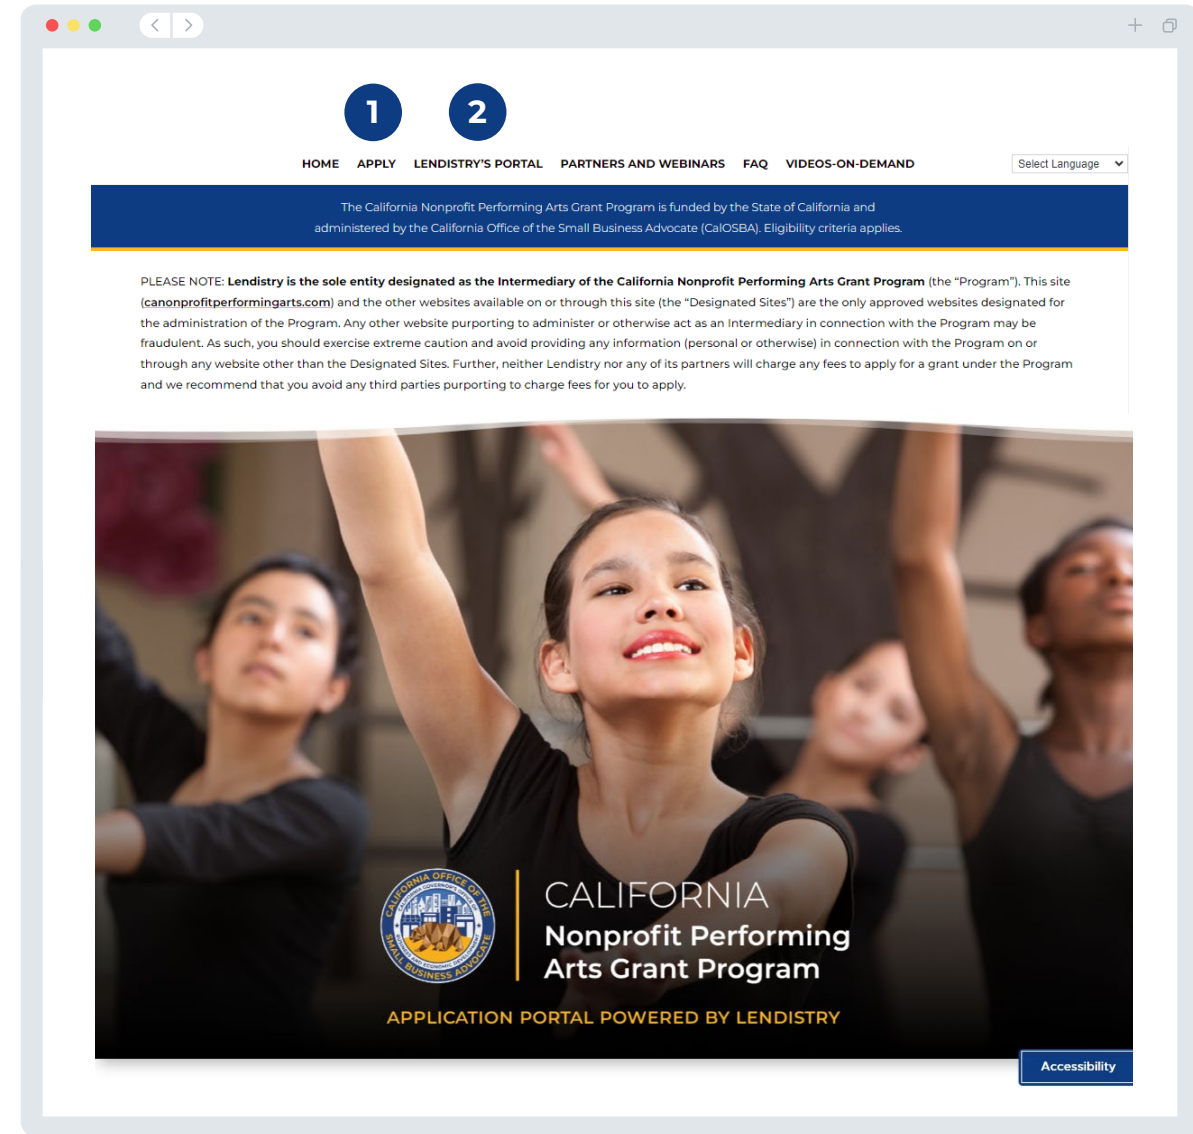 1 2
HOME APPLY LENDISTRY'S PORTAL PARTNERS AND WEBINARS FAQ VIDEOS-ON-DEMAND Select Language
The California Nonprofit Performing Arts Grant Program is funded by the State of California and
administered by the California Office of the Small Business Advocate (CalOSBA). Eligibility criteria applies.
PLEASE NOTE: Lendistry is the sole entity designated as the Intermediary of the California Nonprofit Performing Arts Grant Program (the “Program”). This site
(canonprofitperformingarts.com) and the other websites available on or through this site (the “Designated Sites”) are the only approved websites designated for
the administration of the Program. Any other website purporting to administer or otherwise act as an Intermediary in connection with the Program may be
fraudulent. As such, you should exercise extreme caution and avoid providing any information (personal or otherwise) in connection with the Program on or
through any website other than the Designated Sites. Further, neither Lendistry nor any of its partners will charge any fees to apply for a grant under the Program
and we recommend that you avoid any third parties purporting to charge fees for you to apply.
CALIFORNIA OFFICE OF THE
SMALL BUSINESS ADVOCATE
CALIFORNIA GOVERNOR'S OFFICE OF
BUSINESS AND ECONOMIC DEVELOPMENT
CALIFORNIA
Nonprofit Performing
Arts Grant Program
APPLICATION PORTAL POWERED BY LENDISTRY
Accessibility